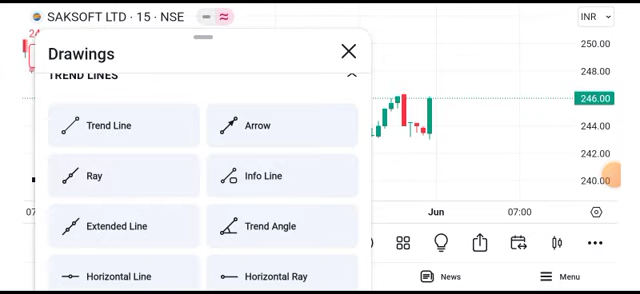 SAKSOFT LTD · 15 · NSE
INR
Drawings
TREND LINES
Trend Line
Arrow
Ray
Info Line
Extended Line
Trend Angle
Horizontal Line
Horizontal Ray
250.00
248.00
246.00
244.00
242.00
240.00
Jun
07:00
News
Menu